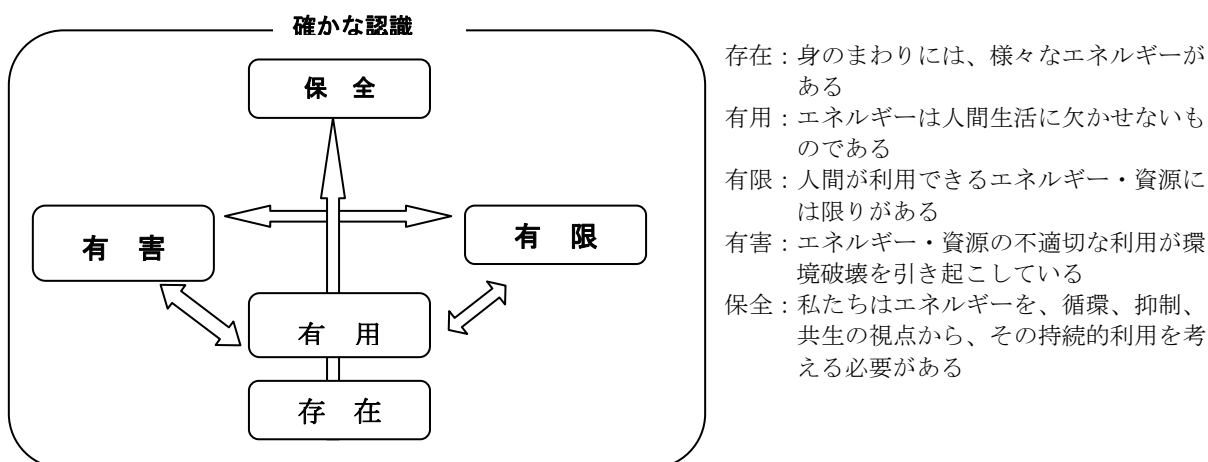 確かな認識
保 全
有 害
有 限
有 用
存 在
存在：身のまわりには、様々なエネルギーが
ある
有用：エネルギーは人間生活に欠かせないも
のである
有限：人間が利用できるエネルギー・資源に
は限りがある
有害：エネルギー・資源の不適切な利用が環
境破壊を引き起こしている
保全：私たちはエネルギーを、循環、抑制、
共生の視点から、その持続的利用を考
える必要がある